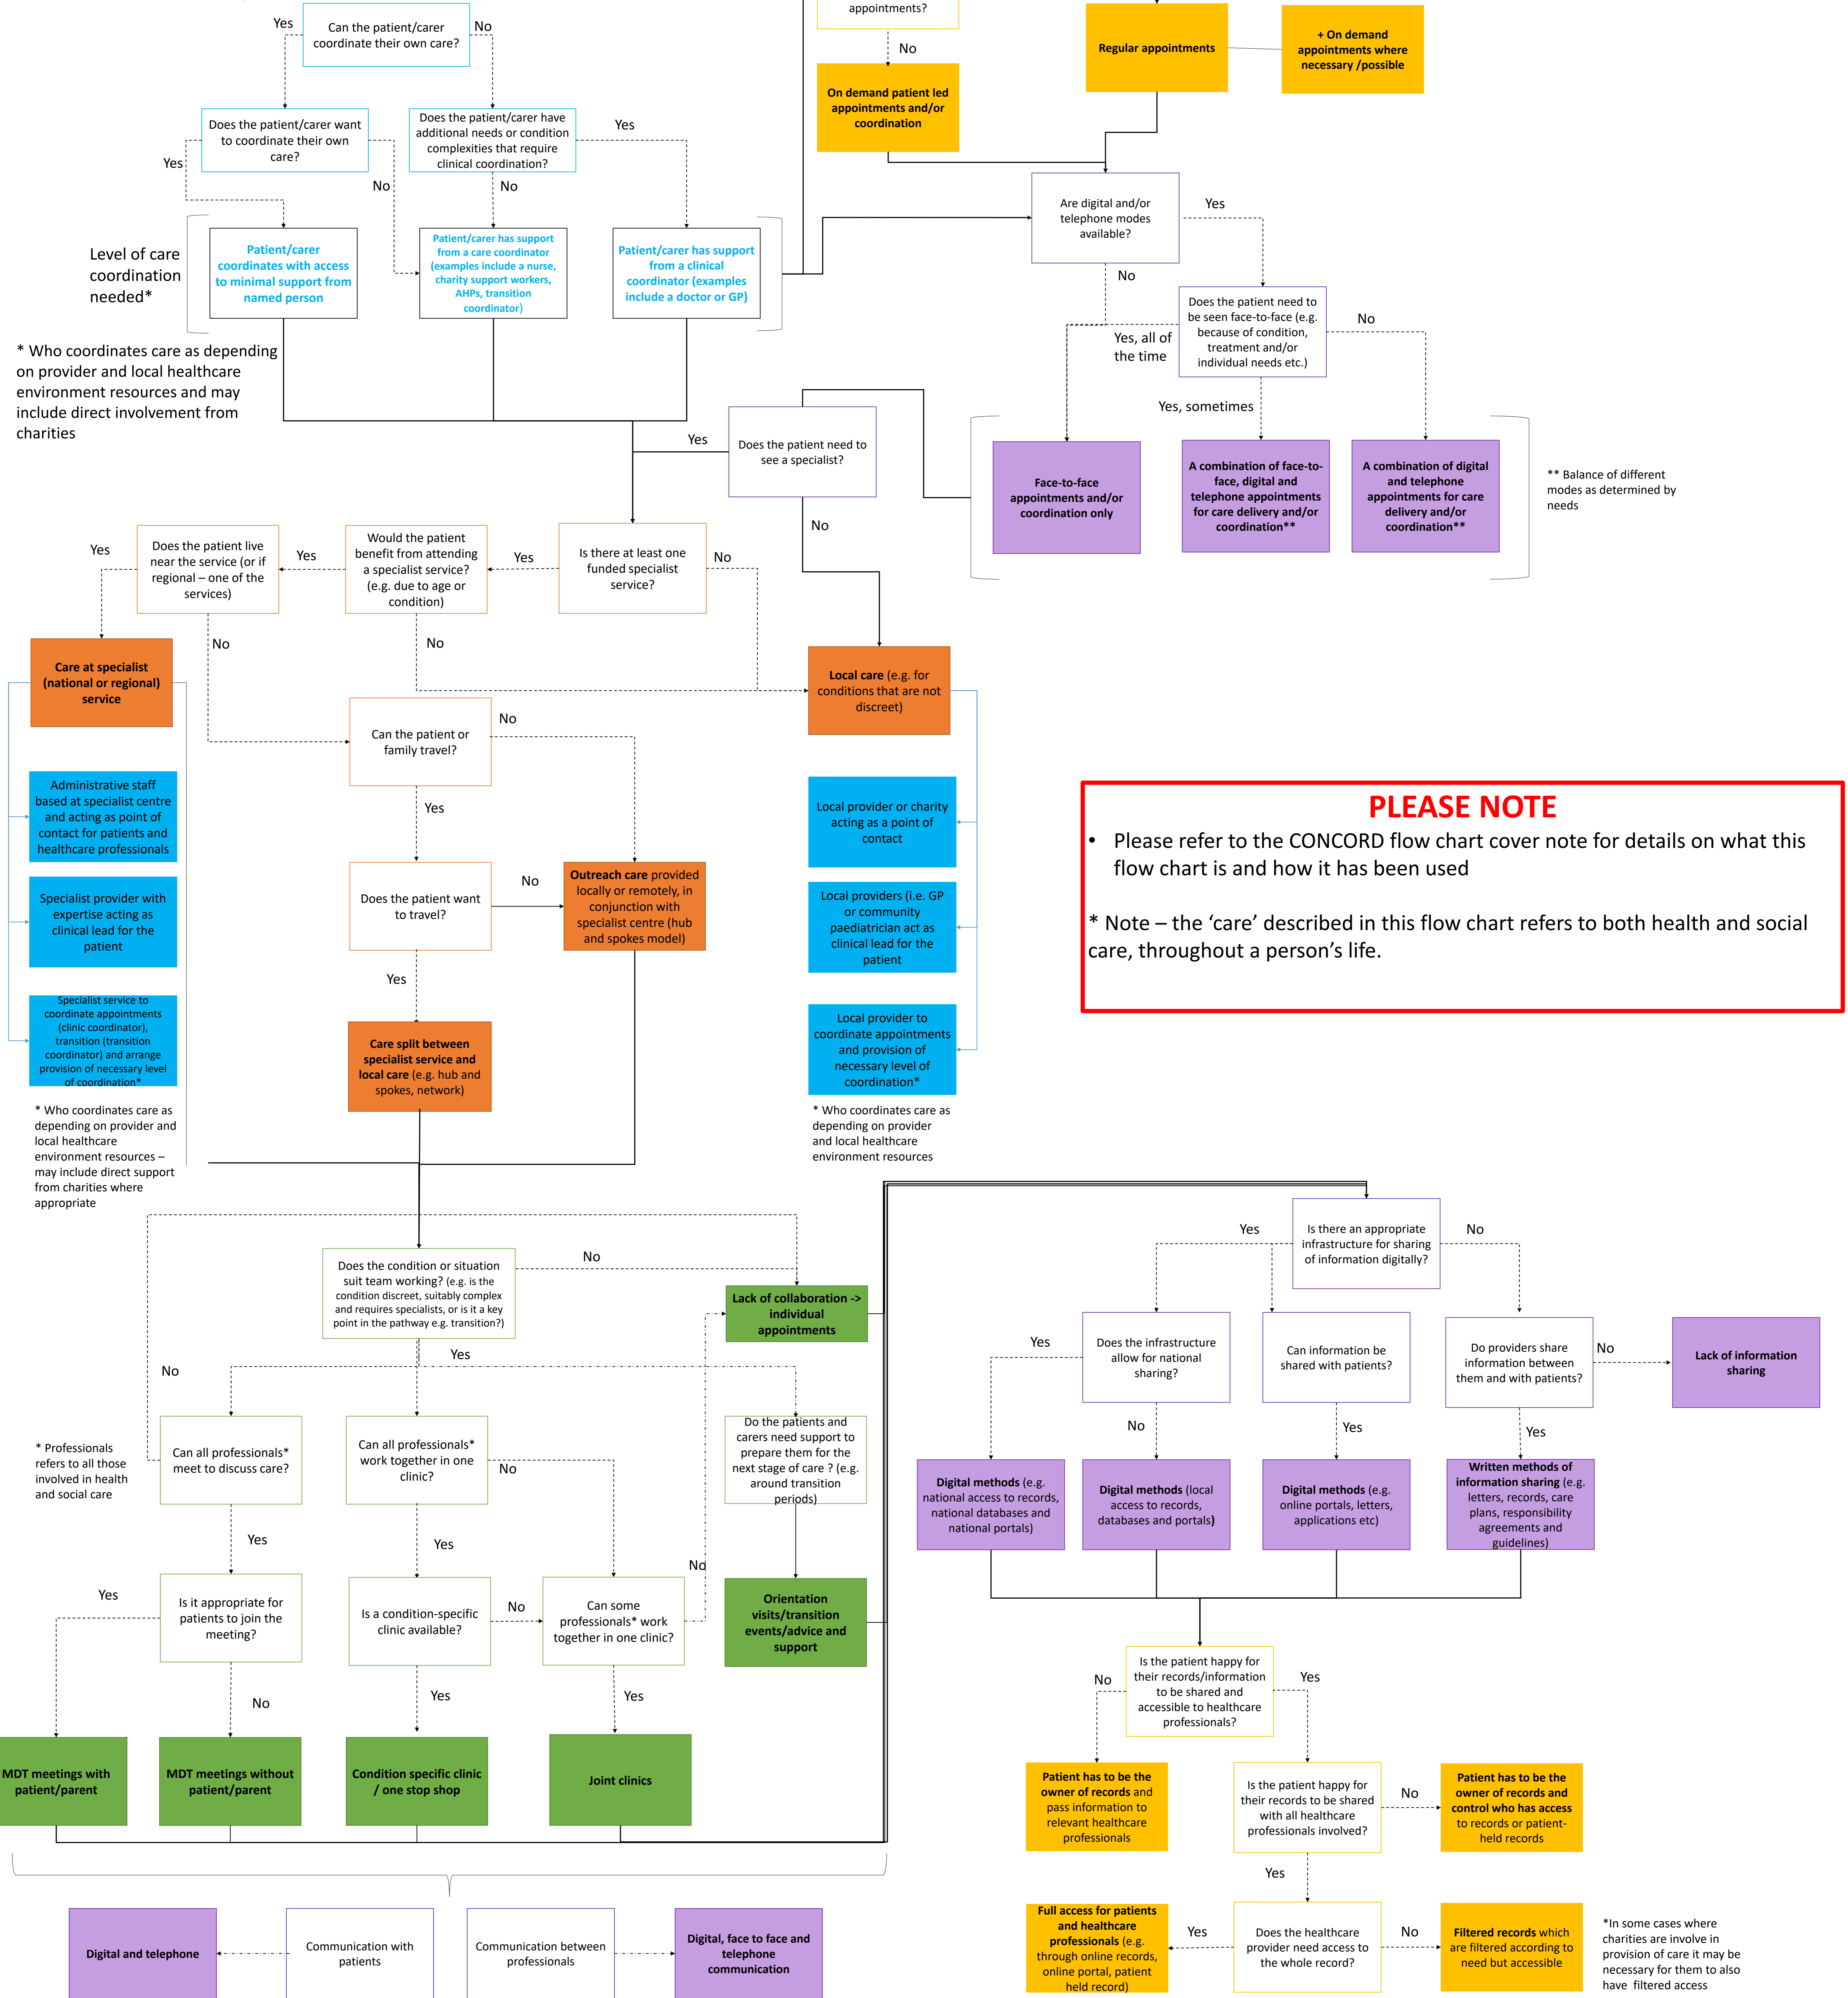 appointments?
Yes
Can the patient/carer
coordinate their own care?
No
No
Regular appointments
+ On demand
appointments where
necessary /possible
On demand patient led
appointments and/or
coordination
Does the patient/carer want
to coordinate their own
care?
Does the patient/carer have
additional needs or condition
complexities that require
clinical coordination?
Yes
Yes
No
No
Are digital and/or
telephone modes
available?
Yes
Level of care
coordination
needed*
Patient/carer
coordinates with access
to minimal support from
named person
Patient/carer has support
from a care coordinator
(examples include a nurse,
charity support workers,
AHPs, transition
coordinator)
Patient/carer has support
from a clinical
coordinator (examples
include a doctor or GP)
No
Does the patient need to
be seen face-to-face (e.g.
because of condition,
treatment and/or
individual needs etc.)
No
Yes, all of
the time
Yes, sometimes
* Who coordinates care as depending
on provider and local healthcare
environment resources and may
include direct involvement from
charities
Yes
Does the patient need to
see a specialist?
Face-to-face
appointments and/or
coordination only
A combination of face-to-
face, digital and
telephone appointments
for care delivery and/or
coordination**
A combination of digital
and telephone
appointments for care
delivery and/or
coordination**
** Balance of different
modes as determined by
needs
No
Yes
Does the patient live
near the service (or if
regional – one of the
services)
Yes
Would the patient
benefit from attending
a specialist service?
(e.g. due to age or
condition)
Yes
Is there at least one
funded specialist
service?
No
No
No
Care at specialist
(national or regional)
service
Local care (e.g. for
conditions that are not
discreet)
Can the patient or
family travel?
No
Yes
Administrative staff
based at specialist centre
and acting as point of
contact for patients and
healthcare professionals
Local provider or charity
acting as a point of
contact
PLEASE NOTE
• Please refer to the CONCORD flow chart cover note for details on what this
flow chart is and how it has been used
* Note – the ‘care’ described in this flow chart refers to both health and social
care, throughout a person’s life.
Specialist provider with
expertise acting as
clinical lead for the
patient
Does the patient want
to travel?
No
Outreach care provided
locally or remotely, in
conjunction with
specialist centre (hub
and spokes model)
Local providers (i.e. GP
or community
paediatrician act as
clinical lead for the
patient
Yes
Specialist service to
coordinate appointments
(clinic coordinator),
transition (transition
coordinator) and arrange
provision of necessary level
of coordination*
Care split between
specialist service and
local care (e.g. hub and
spokes, network)
Local provider to
coordinate appointments
and provision of
necessary level of
coordination*
* Who coordinates care as
depending on provider and
local healthcare
environment resources –
may include direct support
from charities where
appropriate
* Who coordinates care as
depending on provider
and local healthcare
environment resources
Does the condition or situation
suit team working? (e.g. is the
condition discreet, suitably complex
and requires specialists, or is it a key
point in the pathway e.g. transition?)
No
Lack of collaboration ->
individual
appointments
Yes
No
Yes
Is there an appropriate
infrastructure for sharing
of information digitally?
No
Yes
Does the infrastructure
allow for national
sharing?
Can information be
shared with patients?
Do providers share
information between
them and with patients?
No
Lack of information
sharing
* Professionals
refers to all those
involved in health
and social care
Can all professionals*
meet to discuss care?
Can all professionals*
work together in one
clinic?
No
Do the patients and
carers need support to
prepare them for the
next stage of care ? (e.g.
around transition
periods)
No
Yes
Yes
Digital methods (e.g.
national access to records,
national databases and
national portals)
Digital methods (local
access to records,
databases and portals)
Digital methods (e.g.
online portals, letters,
applications etc)
Written methods of
information sharing (e.g.
letters, records, care
plans, responsibility
agreements and
guidelines)
Yes
Yes
No
Yes
Is it appropriate for
patients to join the
meeting?
Is a condition-specific
clinic available?
No
Can some
professionals* work
together in one clinic?
Orientation
visits/transition
events/advice and
support
No
Yes
Yes
No
Is the patient happy for
their records/information
to be shared and
accessible to healthcare
professionals?
Yes
MDT meetings with
patient/parent
MDT meetings without
patient/parent
Condition specific clinic
/ one stop shop
Joint clinics
Patient has to be the
owner of records and
pass information to
relevant healthcare
professionals
Is the patient happy for
their records to be shared
with all healthcare
professionals involved?
No
Patient has to be the
owner of records and
control who has access
to records or patient-
held records
Yes
Digital and telephone
Communication with
patients
Communication between
professionals
Digital, face to face and
telephone
communication
Full access for patients
and healthcare
professionals (e.g.
through online records,
online portal, patient
held record)
Yes
Does the healthcare
provider need access to
the whole record?
No
Filtered records which
are filtered according to
need but accessible
*In some cases where
charities are involve in
provision of care it may be
necessary for them to also
have filtered access